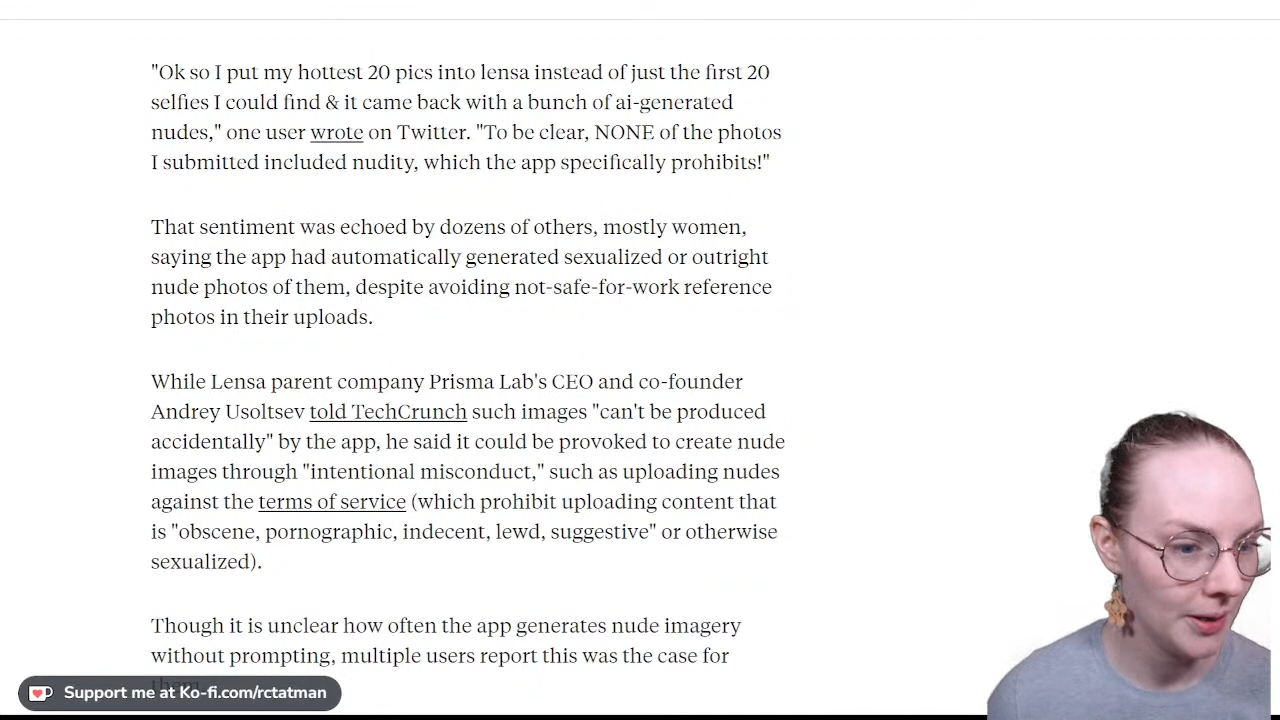 "Ok so I put my hottest 20 pics into lensa instead of just the first 20
selfies I could find & it came back with a bunch of ai-generated
nudes," one user wrote on Twitter. "To be clear, NONE of the photos
I submitted included nudity, which the app specifically prohibits!"
That sentiment was echoed by dozens of others, mostly women,
saying the app had automatically generated sexualized or outright
nude photos of them, despite avoiding not-safe-for-work reference
photos in their uploads.
While Lensa parent company Prisma Lab's CEO and co-founder
Andrey Usoltsev told TechCrunch such images "can't be produced
accidentally" by the app, he said it could be provoked to create nude
images through "intentional misconduct," such as uploading nudes
against the terms of service (which prohibit uploading content that
is "obscene, pornographic, indecent, lewd, suggestive" or otherwise
sexualized).
Though it is unclear how often the app generates nude imagery
without prompting, multiple users report this was the case for
Support me at Ko-fi.com/rctatman